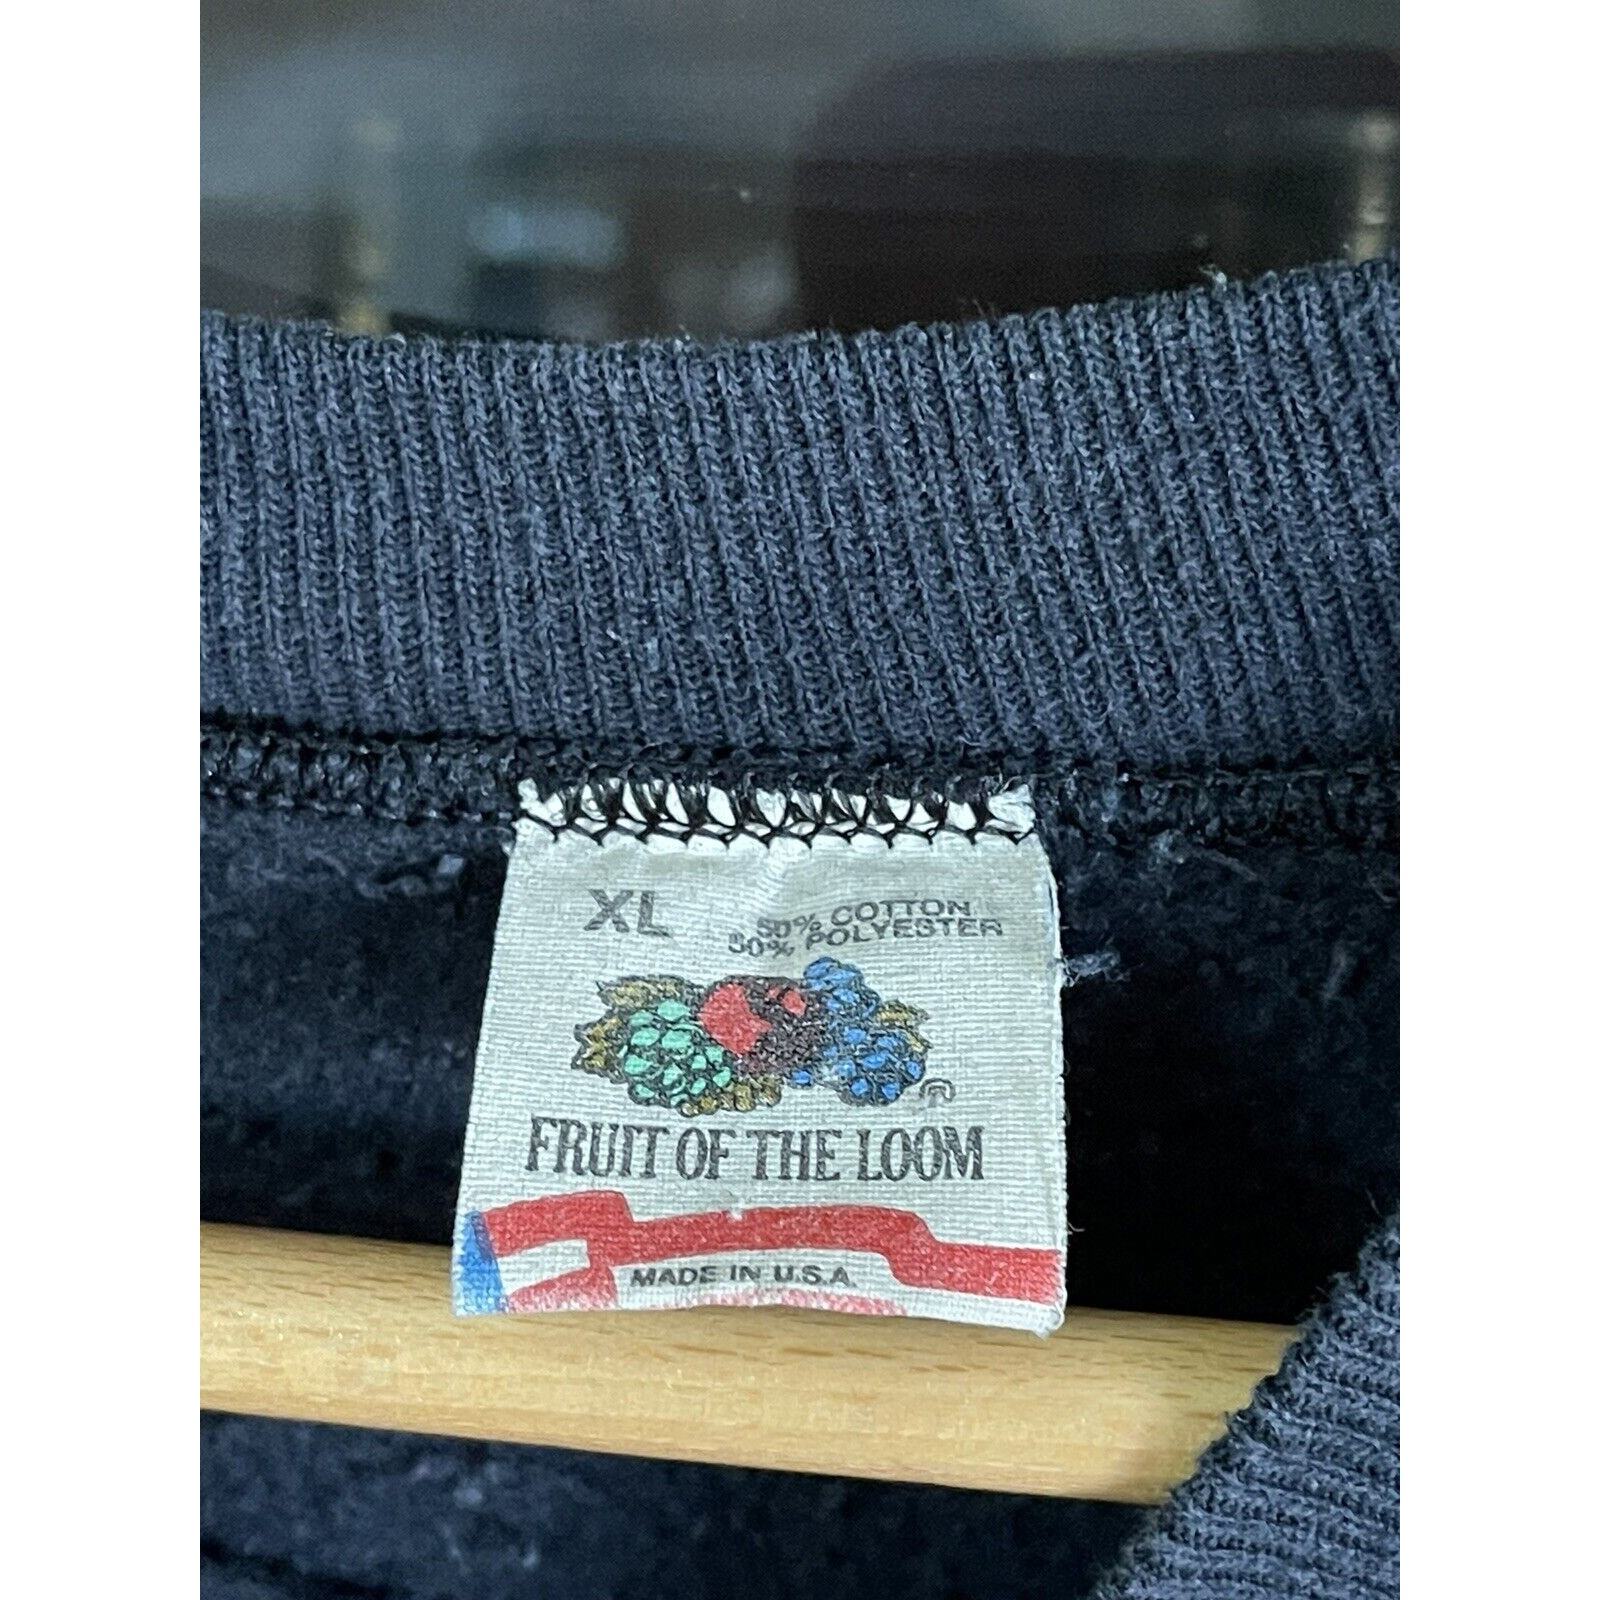 XL
50% COTTON
50% POLYESTER
®
FRUIT OF THE LOOM
MADE IN U.S.A.